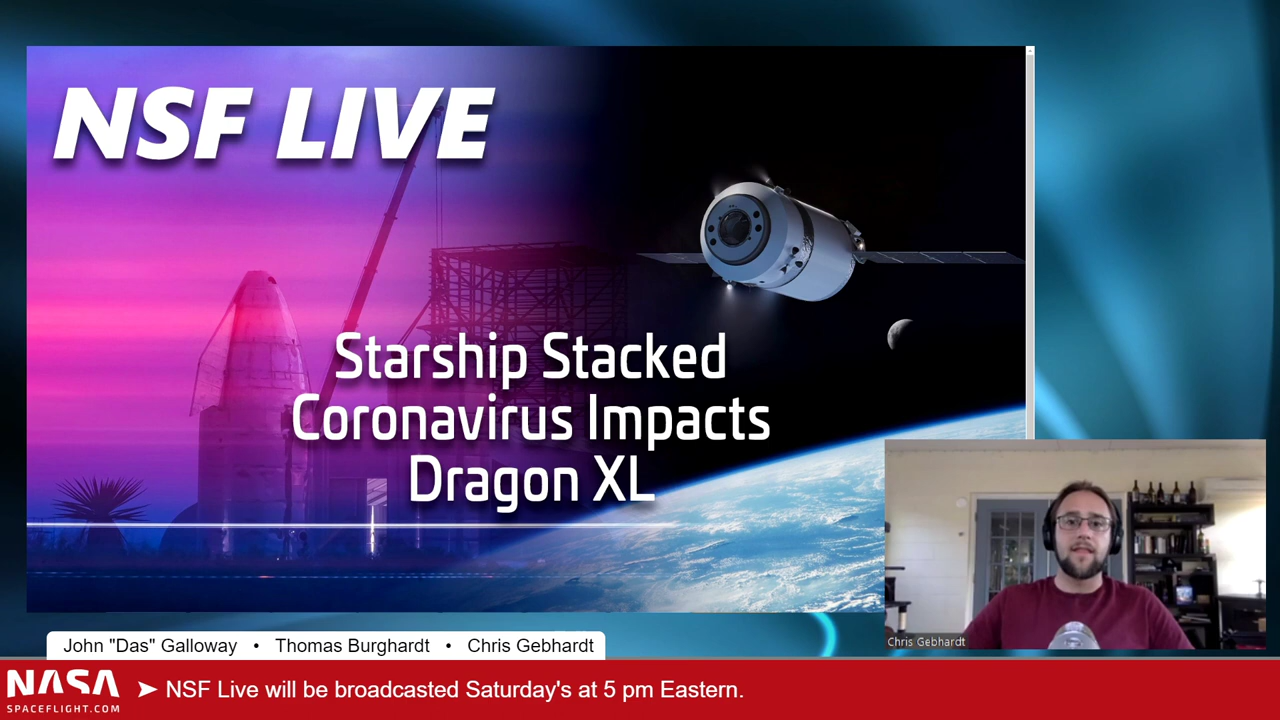 NSF LIVE
Starship Stacked
Coronavirus Impacts
Dragon XL
Chris Gebhardt
John "Das" Galloway • Thomas Burghardt • Chris Gebhardt
NASA
SPACEFLIGHT.COM
➤ NSF Live will be broadcasted Saturday's at 5 pm Eastern.